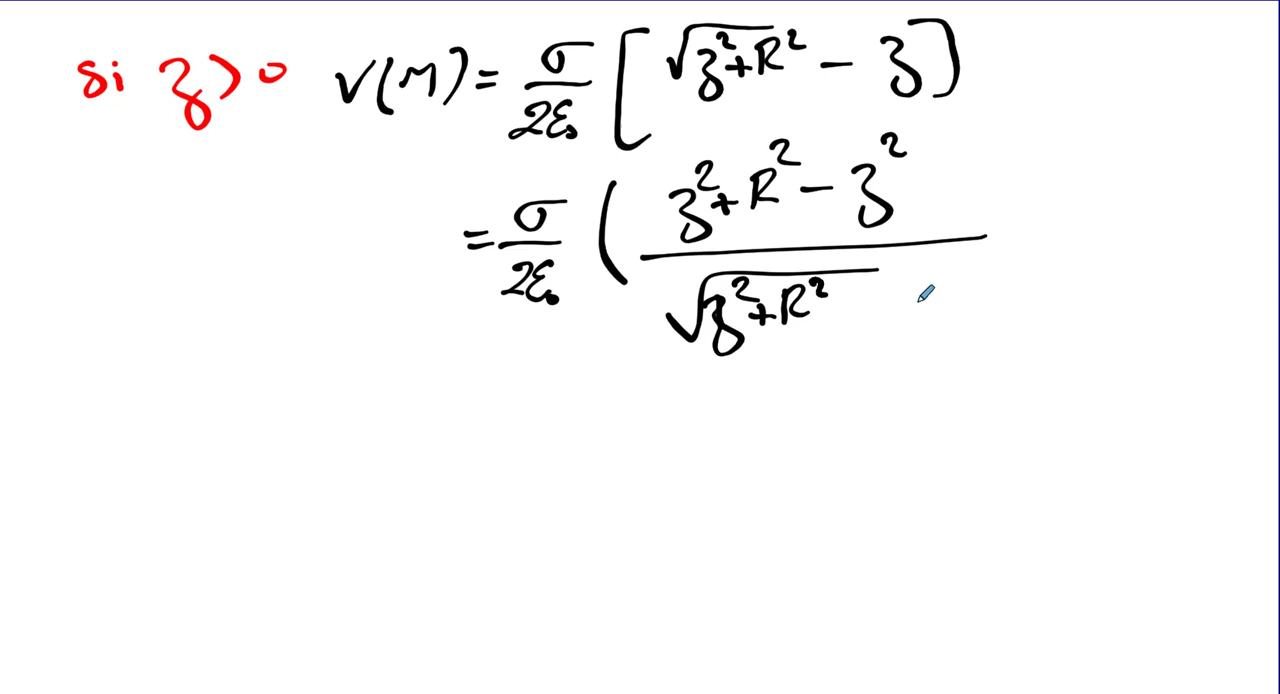 si z>0 V(M) = σ/2ε₀ [√(z²+R²) - z]
= σ/2ε₀ ( z²+R² - z² / √(z²+R²)